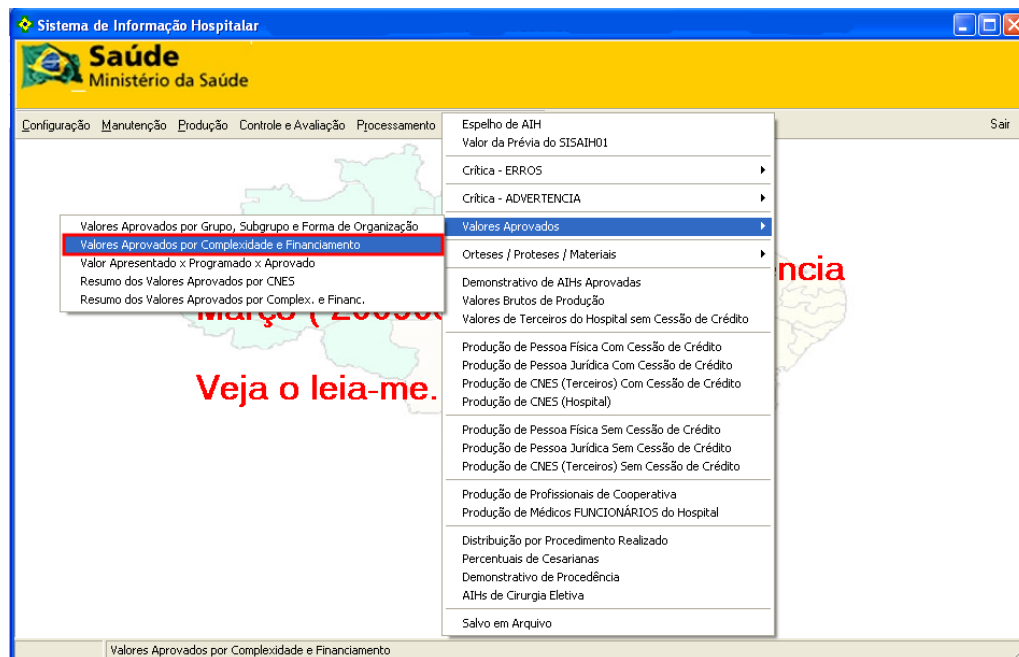 Sistema de Informação Hospitalar
Saúde
Ministério da Saúde
Configuração Manutenção Produção Controle e Avaliação Processamento Sair
Espelho de AIH
Valor da Prévia do SISAIH01
Crítica - ERROS
Crítica - ADVERTENCIA
Valores Aprovados
Orteses / Proteses / Materiais
Demonstrativo de AIHs Aprovadas
Valores Brutos de Produção
Valores de Terceiros do Hospital sem Cessão de Crédito
Produção de Pessoa Física Com Cessão de Crédito
Produção de Pessoa Jurídica Com Cessão de Crédito
Produção de CNES (Terceiros) Com Cessão de Crédito
Produção de CNES (Hospital)
Produção de Pessoa Física Sem Cessão de Crédito
Produção de Pessoa Jurídica Sem Cessão de Crédito
Produção de CNES (Terceiros) Sem Cessão de Crédito
Produção de Profissionais de Cooperativa
Produção de Médicos FUNCIONÁRIOS do Hospital
Distribuição por Procedimento Realizado
Percentuais de Cesarianas
Demonstrativo de Procedência
AIHs de Cirurgia Eletiva
Salvo em Arquivo
Valores Aprovados por Grupo, Subgrupo e Forma de Organização
Valores Aprovados por Complexidade e Financiamento
Valor Apresentado x Programado x Aprovado
Resumo dos Valores Aprovados por CNES
Resumo dos Valores Aprovados por Complex. e Financ.
ncia
Março (
Veja o leia-me.
Valores Aprovados por Complexidade e Financiamento